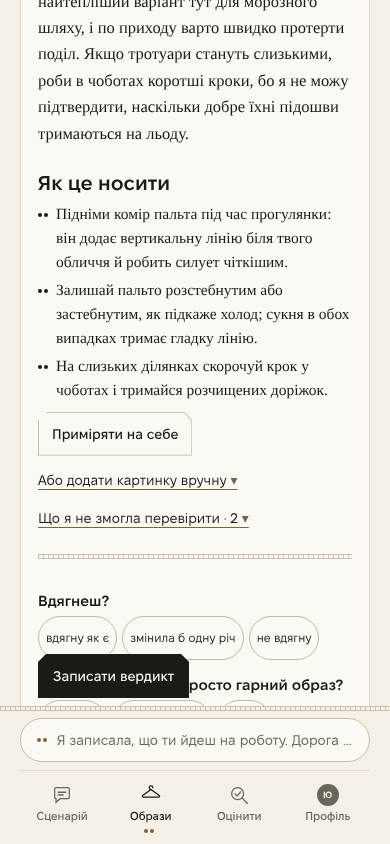 найтепліший варіант тут для морозного
шляху, і по приходу варто швидко протерти
поділ. Якщо тротуари стануть слизькими,
роби в чоботах коротші кроки, бо я не можу
підтвердити, наскільки добре їхні підошви
тримаються на льоду.
Як це носити
•• Підніми комір пальта під час прогулянки:
він додає вертикальну лінію біля твого
обличчя й робить силует чіткішим.
•• Залишай пальто розстебнутим або
застебнутим, як підкаже холод; сукня в обох
випадках тримає гладку лінію.
•• На слизьких ділянках скорочуй крок у
чоботах і тримайся розчищених доріжок.
Приміряти на себе
Або додати картинку вручну ▾
Що я не змогла перевірити · 2 ▾
Вдягнеш?
вдягну як є
змінила б одну річ
не вдягну
Записати вердикт
росто гарний образ?
Я записала, що ти йдеш на роботу. Дорога ...
Сценарій
Образи
Оцінити
Ю
Профіль